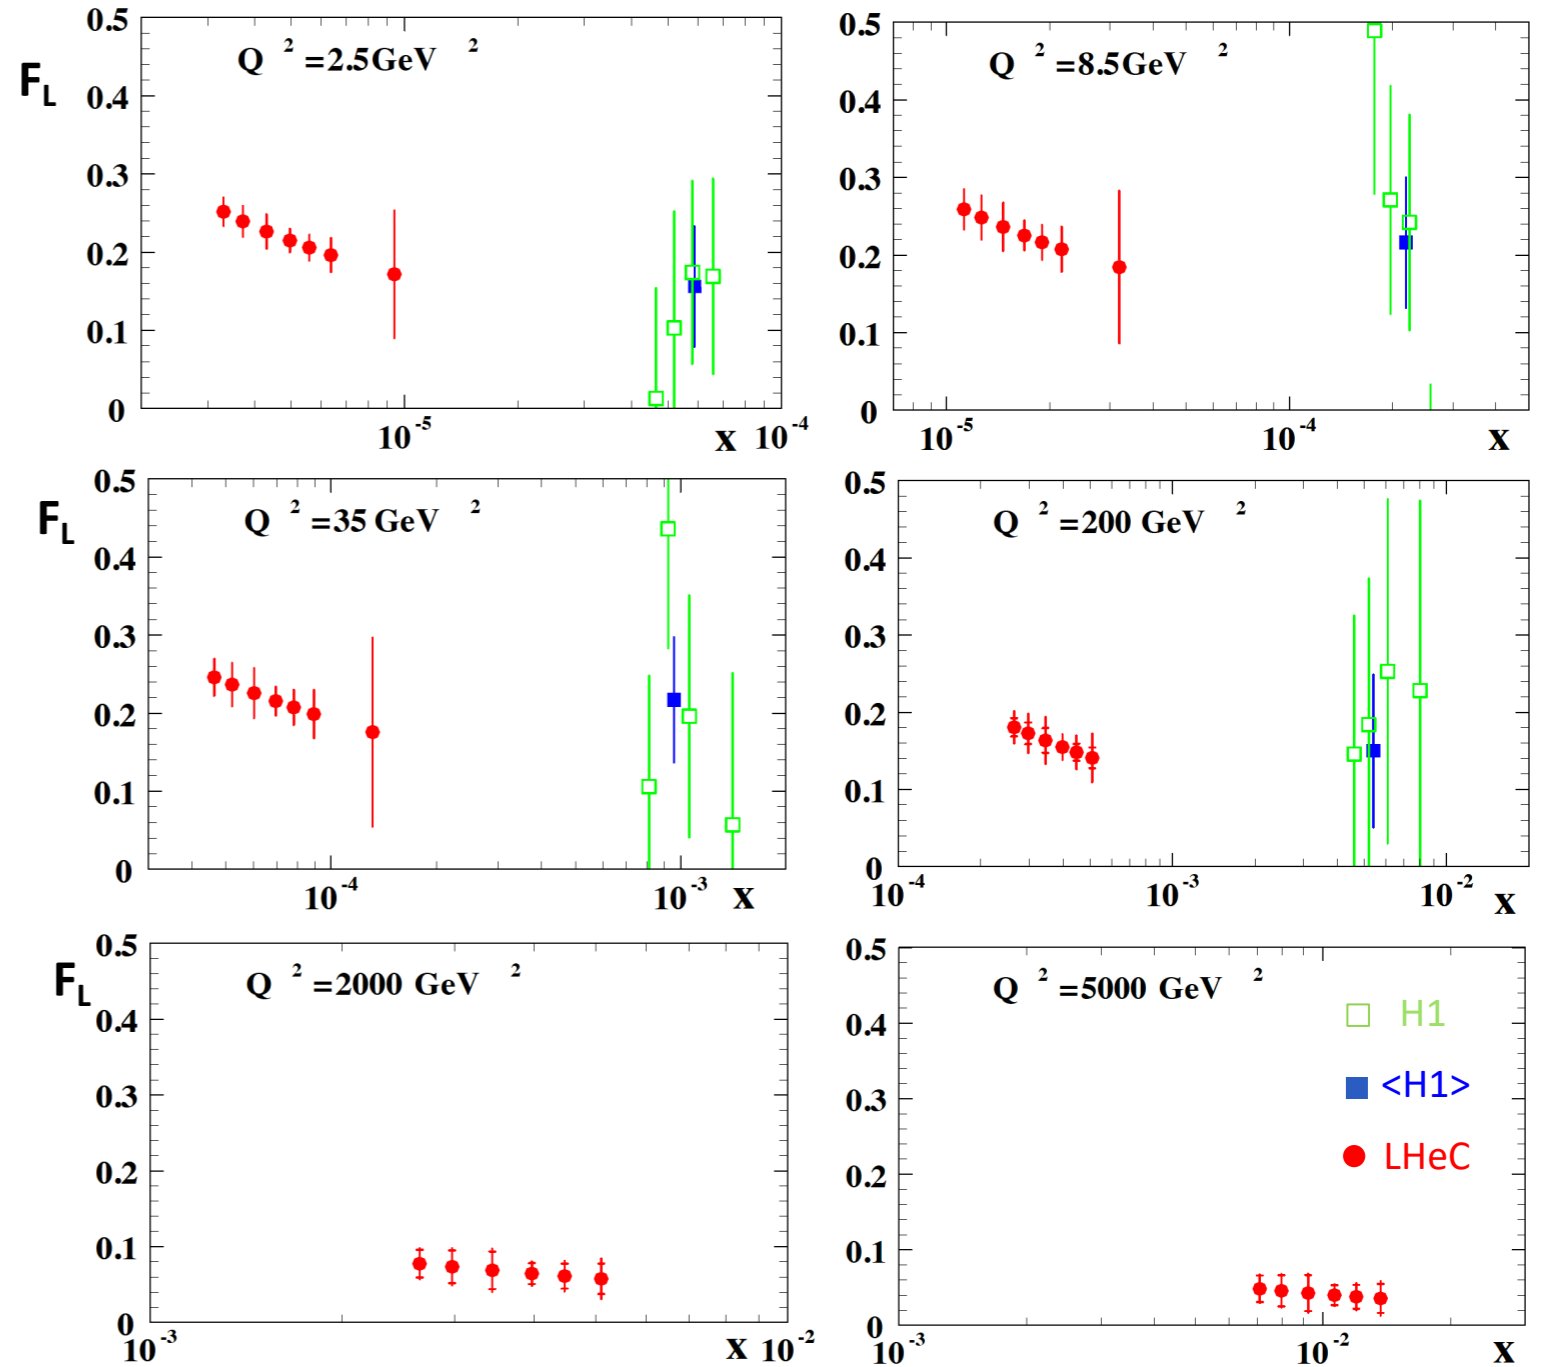 0.5
Q 2 =2.5GeV 2
F_L
0.4
0.3
0.2
0.1
0
10^-5
x 10^-4
0.5
Q 2 =8.5GeV 2
0.4
0.3
0.2
0.1
0
10^-5
10^-4
x
0.5
Q 2 =35 GeV 2
F_L
0.4
0.3
0.2
0.1
0
10^-4
10^-3 x
0.5
Q 2 =200 GeV 2
0.4
0.3
0.2
0.1
0
10^-4
10^-3
10^-2 x
0.5
Q 2 =2000 GeV 2
F_L
0.4
0.3
0.2
0.1
0
10^-3
x 10^-2
0.5
Q 2 =5000 GeV 2
0.4
0.3
0.2
0.1
0
10^-3
10^-2
x
H1
<H1>
LHeC